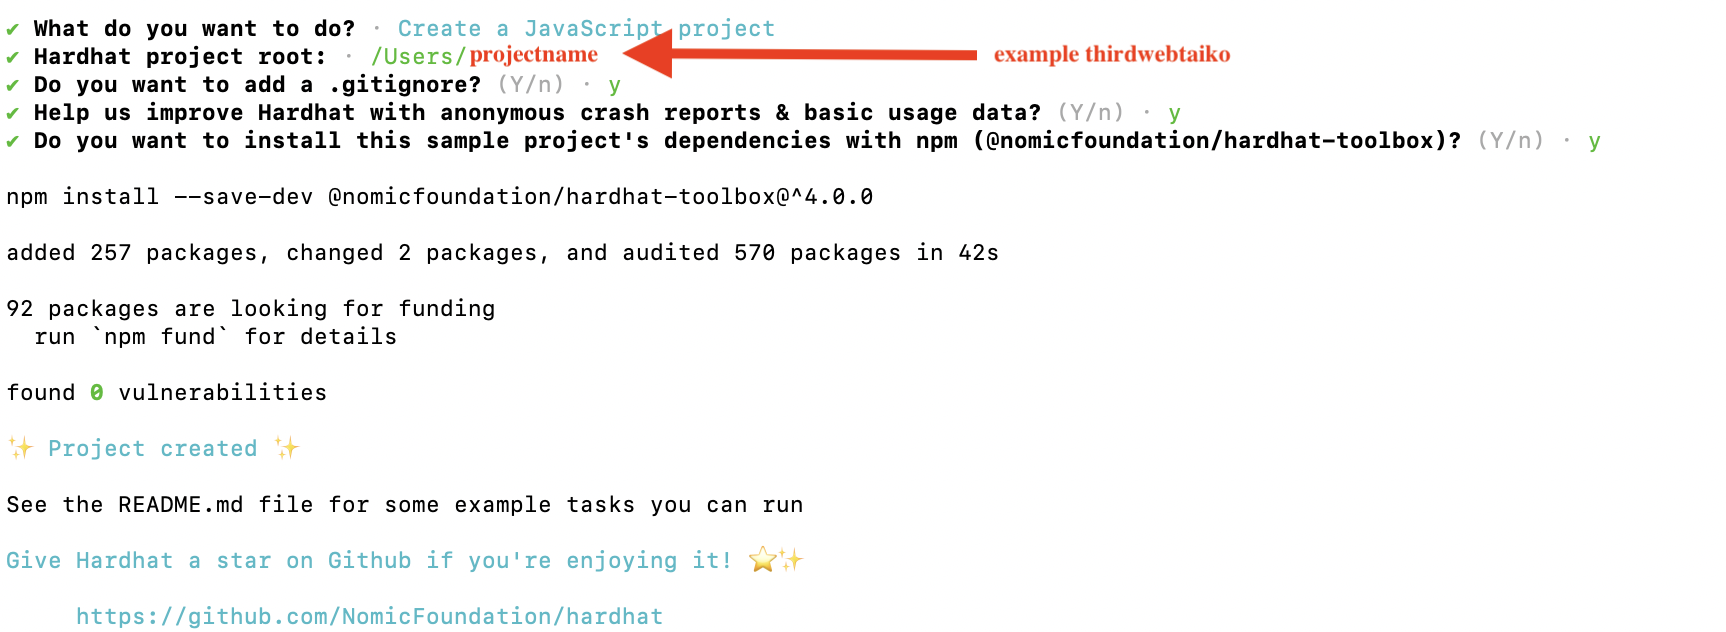 ✔ What do you want to do? · Create a JavaScript project
✔ Hardhat project root: · /Users/projectname example thirdwebtaiko
✔ Do you want to add a .gitignore? (Y/n) · y
✔ Help us improve Hardhat with anonymous crash reports & basic usage data? (Y/n) · y
✔ Do you want to install this sample project's dependencies with npm (@nomicfoundation/hardhat-toolbox)? (Y/n) · y
npm install --save-dev @nomicfoundation/hardhat-toolbox@^4.0.0
added 257 packages, changed 2 packages, and audited 570 packages in 42s
92 packages are looking for funding
run `npm fund` for details
found 0 vulnerabilities
✨ Project created ✨
See the README.md file for some example tasks you can run
Give Hardhat a star on Github if you're enjoying it! ⭐✨
https://github.com/NomicFoundation/hardhat